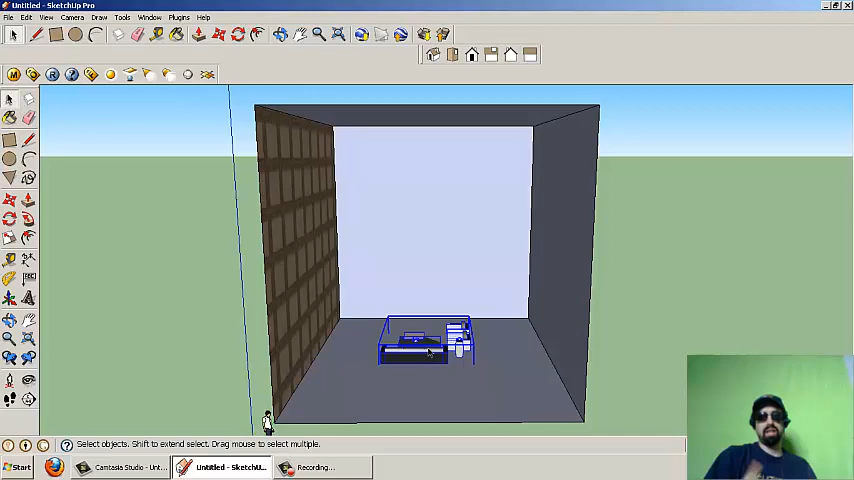 Untitled - SketchUp Pro
File Edit View Camera Draw Tools Window Plugins Help
M R ?
ABC
A
? Select objects. Shift to extend select. Drag mouse to select multiple.
Start Camtasia Studio - Unt... Untitled - SketchU... Recording...